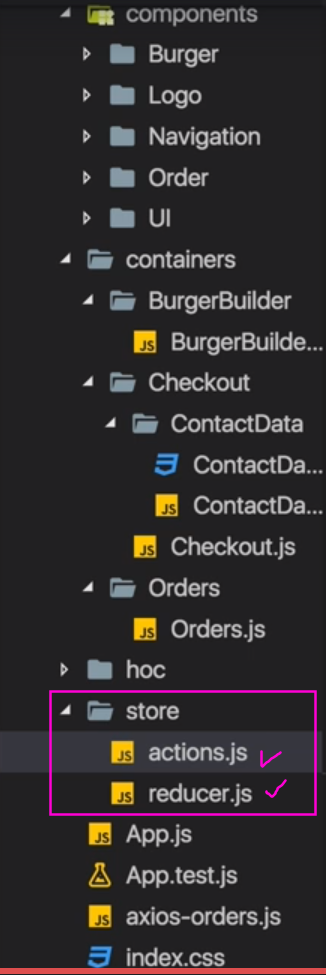 components
Burger
Logo
Navigation
Order
UI
containers
BurgerBuilder
JS BurgerBuilde...
Checkout
ContactData
ContactDa...
JS ContactDa...
JS Checkout.js
Orders
JS Orders.js
hoc
store
JS actions.js
JS reducer.js
JS App.js
App.test.js
JS axios-orders.js
index.css